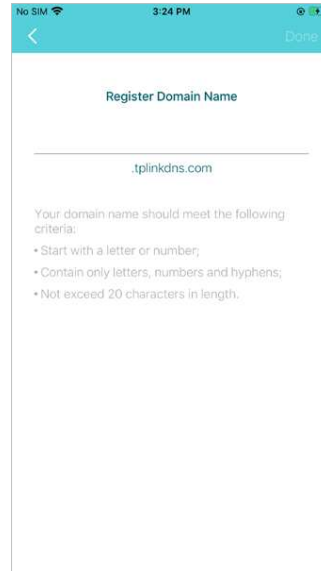 No SIM 3:24 PM
Done
Register Domain Name
.tplinkdns.com
Your domain name should meet the following
criteria:
• Start with a letter or number;
• Contain only letters, numbers and hyphens;
• Not exceed 20 characters in length.